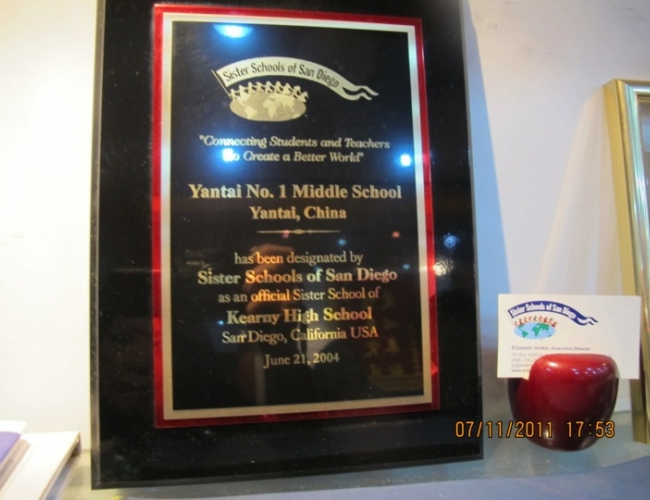 Sister Schools of San Diego
"Connecting Students and Teachers
To Create a Better World"
Yantai No. 1 Middle School
Yantai, China
has been designated by
Sister Schools of San Diego
as an official Sister School of
Kearny High School
San Diego, California USA
June 21, 2004
Sister Schools of San Diego
Executive Director
07/11/2011 17:53